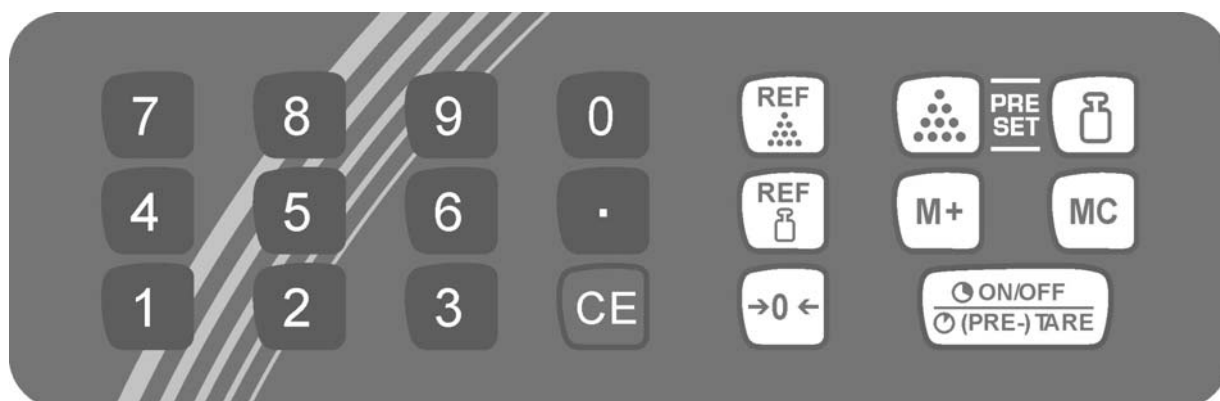 7 8 9 0 REF PRE
SET
4 5 6 . REF M+ MC
1 2 3 CE →0← ON/OFF
(PRE-) TARE